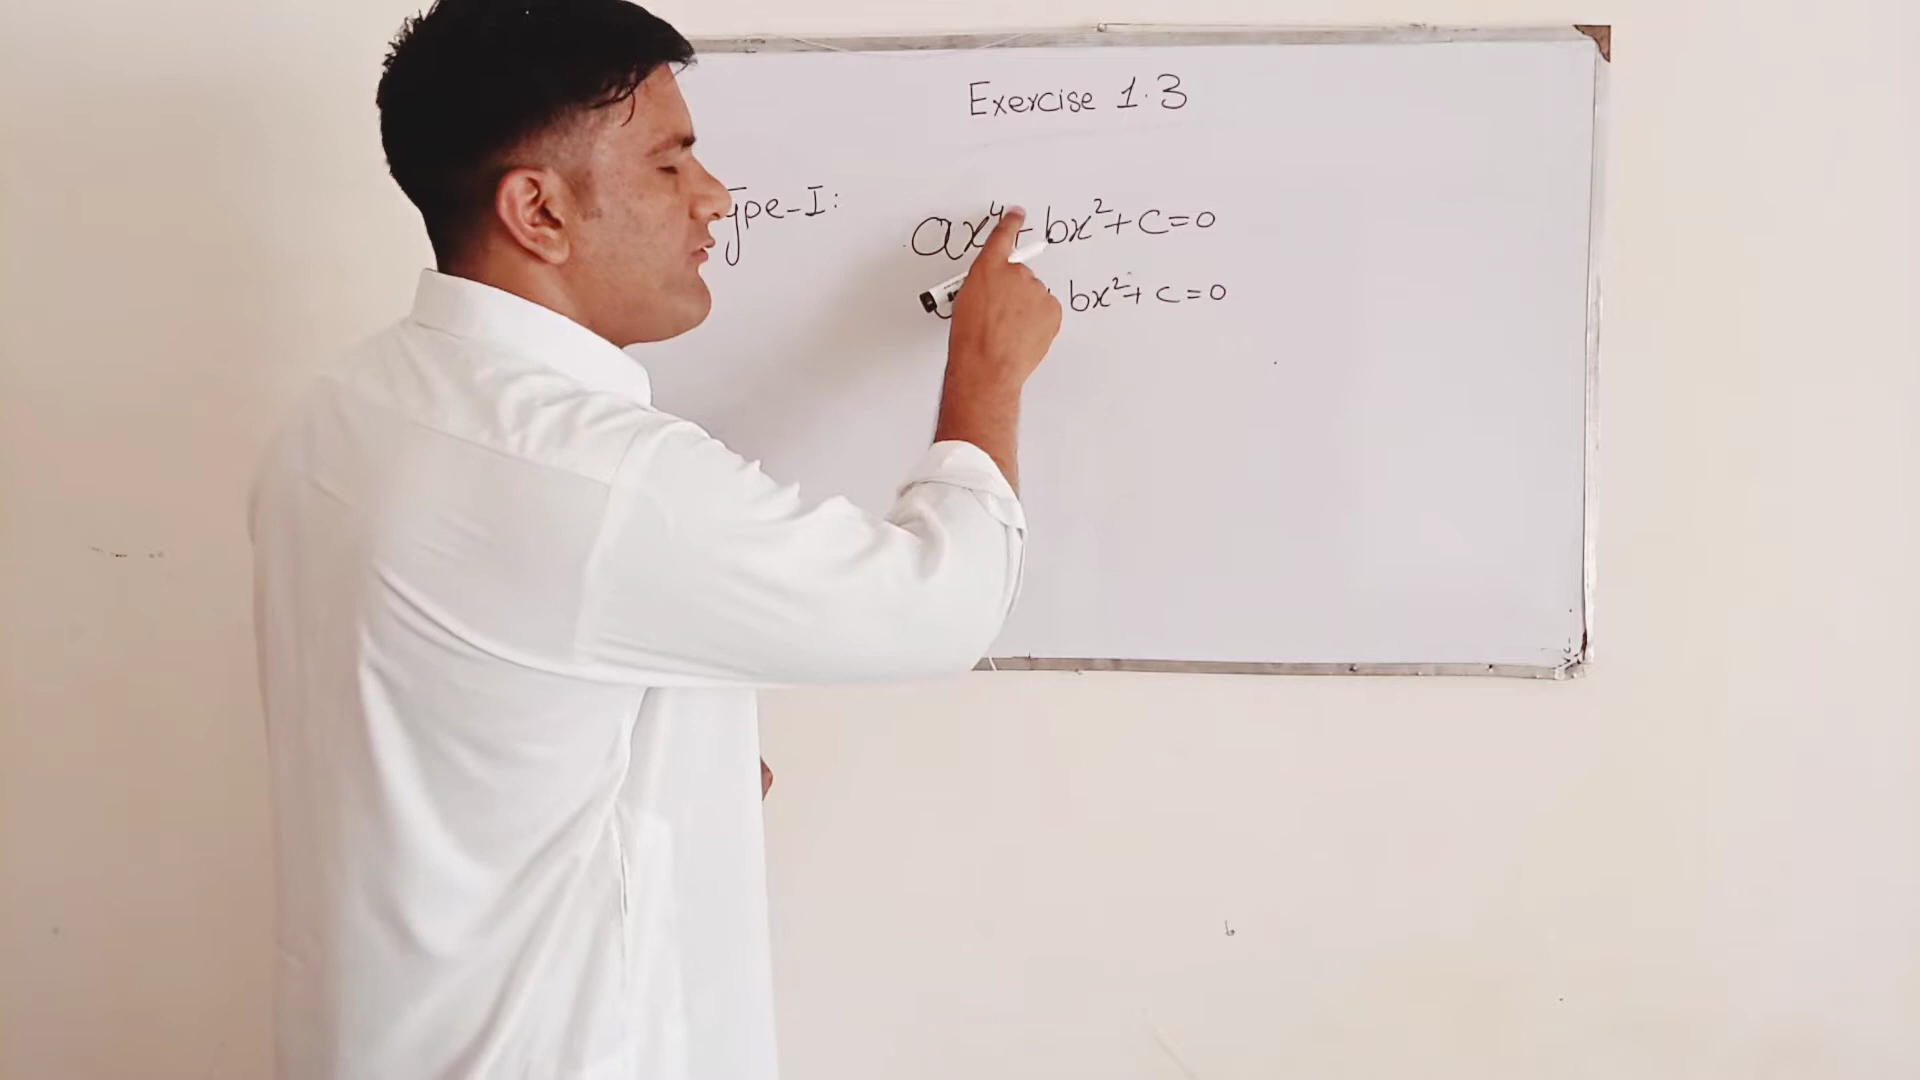 Exercise 1.3
ype-I:
ax⁴ + bx² + c = 0
bx² + c = 0